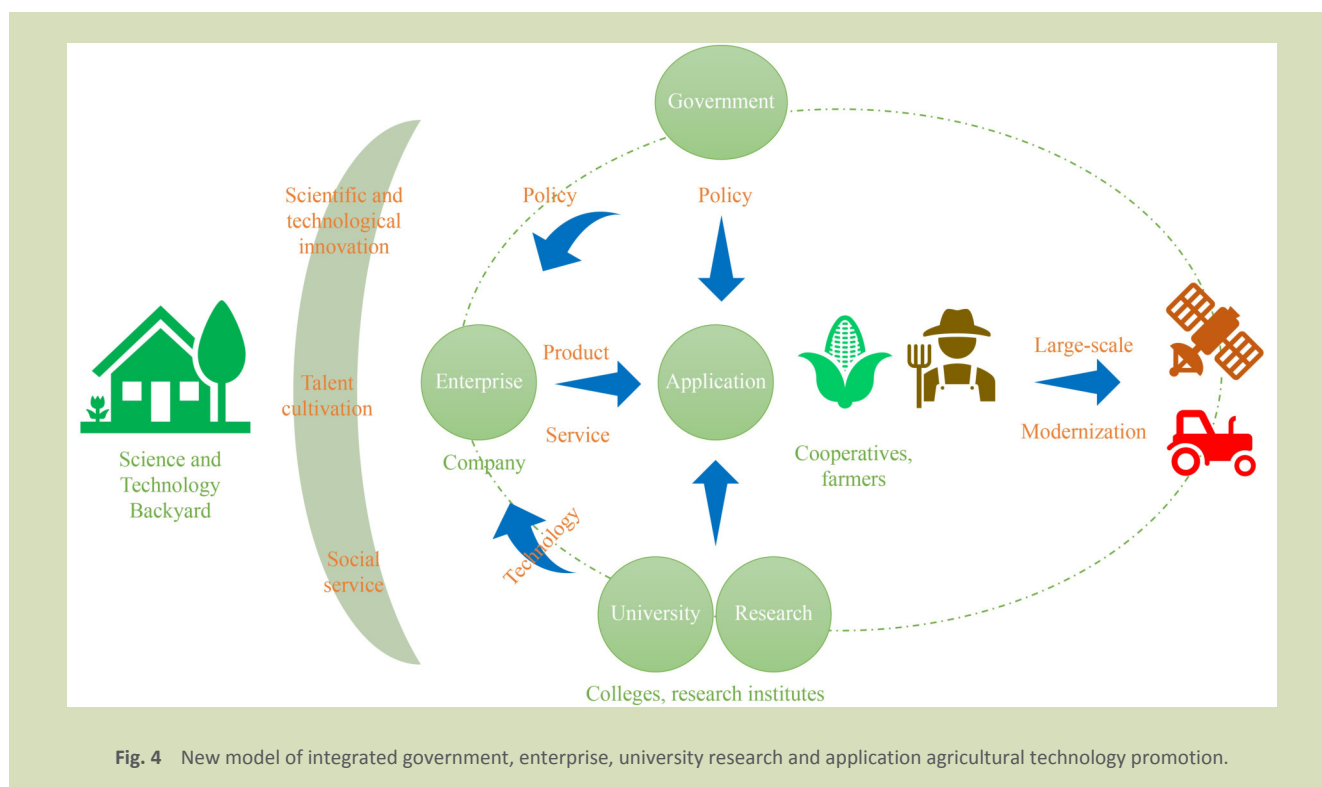 Government
Scientific and
technological
innovation
Policy
Policy
Talent
cultivation
Social
service
Science and
Technology
Backyard
Enterprise
Company
Product
Service
Application
Cooperatives,
farmers
Large-scale
Modernization
Technology
University
Research
Colleges, research institutes
Fig. 4 New model of integrated government, enterprise, university research and application agricultural technology promotion.